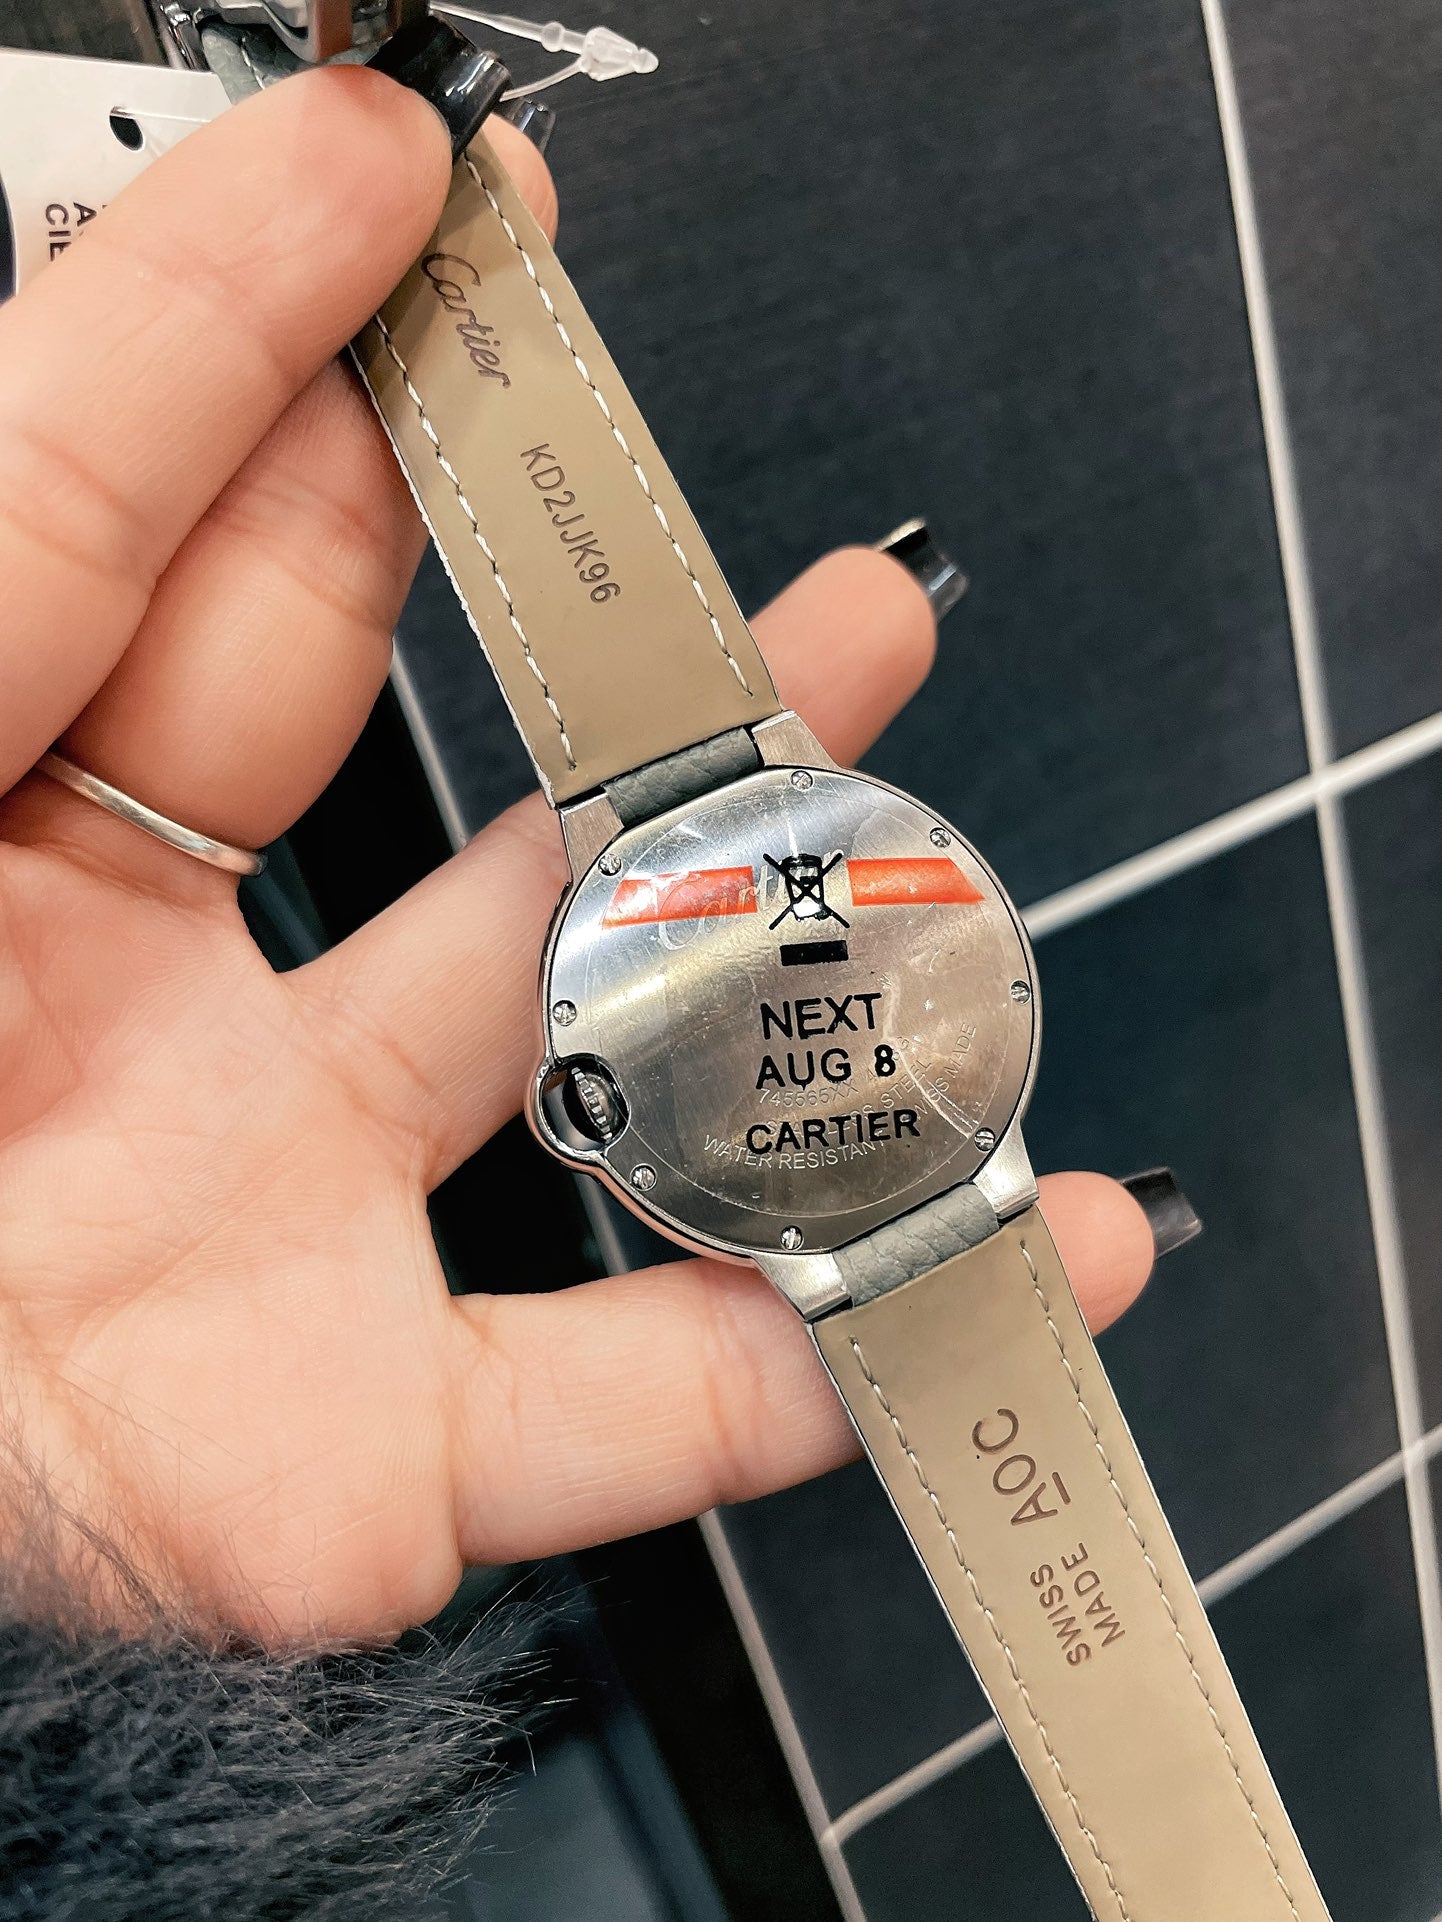 Cartier
KD2JJK96
Cartier
NEXT
AUG 8
745565XX
CARTIER
WATER RESISTANT
SWISS MADE
AOC
SWISS
MADE